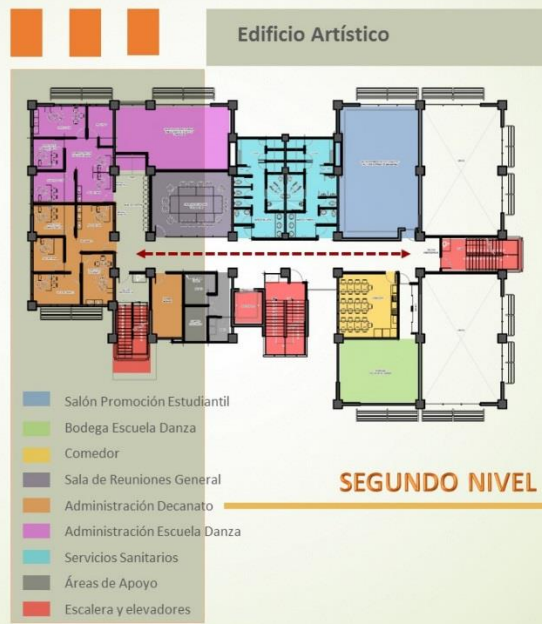 Edificio Artístico
Salón Promoción Estudiantil
Bodega Escuela Danza
Comedor
Sala de Reuniones General
Administración Decanato
Administración Escuela Danza
Servicios Sanitarios
Áreas de Apoyo
Escalera y elevadores
SEGUNDO NIVEL